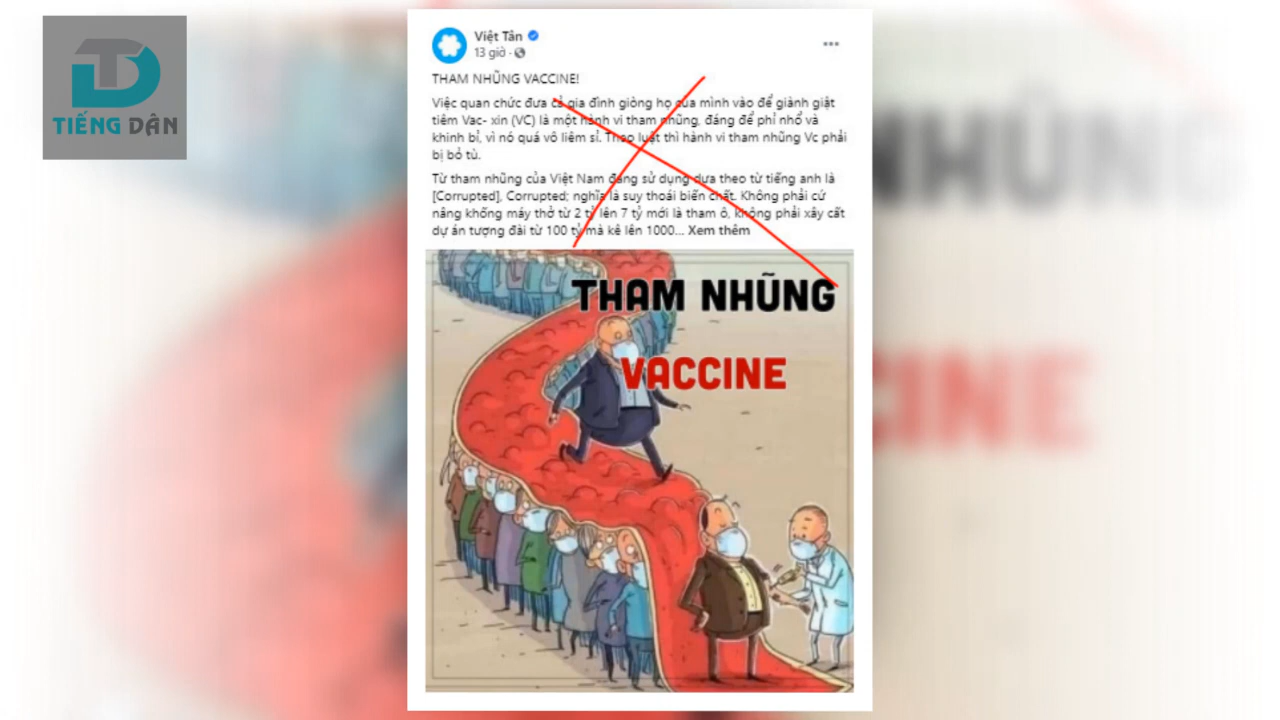 TIẾNG DÂN
Việt Tân
13 giờ ·
THAM NHŨNG VACCINE!
Việc quan chức đưa cả gia đình giòng họ của mình vào để giành giật
tiêm Vac- xin (VC) là một hành vi tham nhũng, đáng để phỉ nhổ và
khinh bỉ, vì nó quá vô liêm sỉ. Theo luật thì hành vi tham nhũng Vc phải
bị bỏ tù.
Từ tham nhũng của Việt Nam đang sử dụng dựa theo từ tiếng anh là
[Corrupted], Corrupted; nghĩa là suy thoái biến chất. Không phải cứ
nâng khống máy thở từ 2 tỷ lên 7 tỷ mới là tham ô, không phải xây cất
dự án tượng đài từ 100 tỷ mà kê lên 1000... Xem thêm
THAM NHŨNG
VACCINE